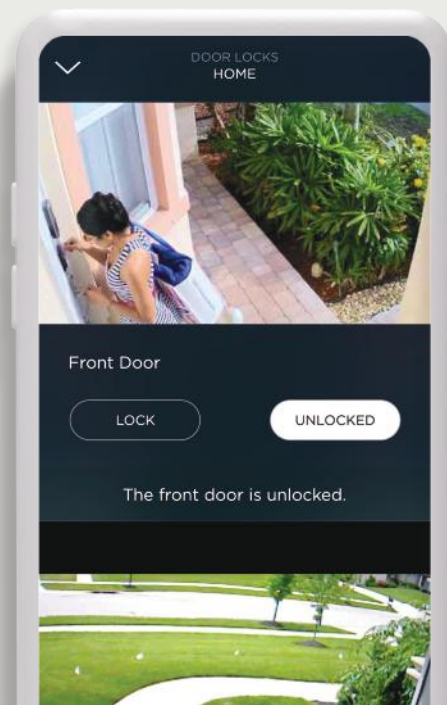 DOOR LOCKS
HOME
Front Door
LOCK
UNLOCKED
The front door is unlocked.